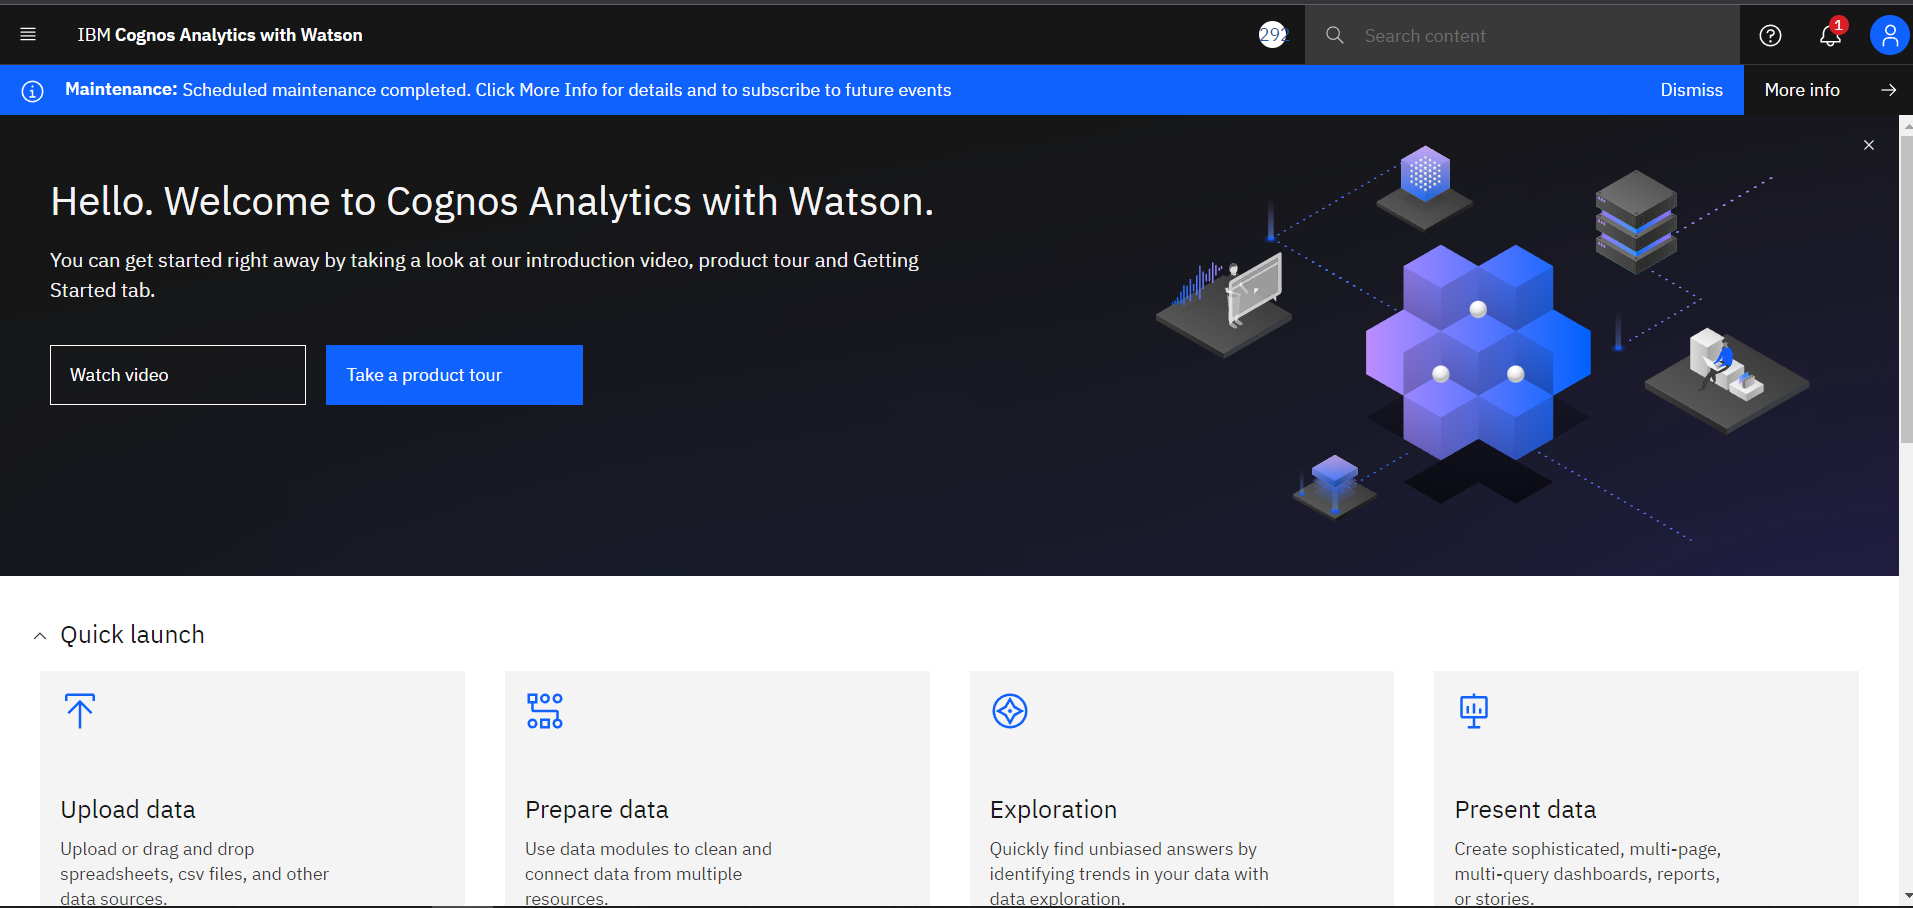 IBM Cognos Analytics with Watson
292
Search content
1
Maintenance: Scheduled maintenance completed. Click More Info for details and to subscribe to future events
Dismiss
More info
Hello. Welcome to Cognos Analytics with Watson.
You can get started right away by taking a look at our introduction video, product tour and Getting
Started tab.
Watch video
Take a product tour
Quick launch
Upload data
Upload or drag and drop
spreadsheets, csv files, and other
data sources.
Prepare data
Use data modules to clean and
connect data from multiple
resources.
Exploration
Quickly find unbiased answers by
identifying trends in your data with
data exploration.
Present data
Create sophisticated, multi-page,
multi-query dashboards, reports,
or stories.